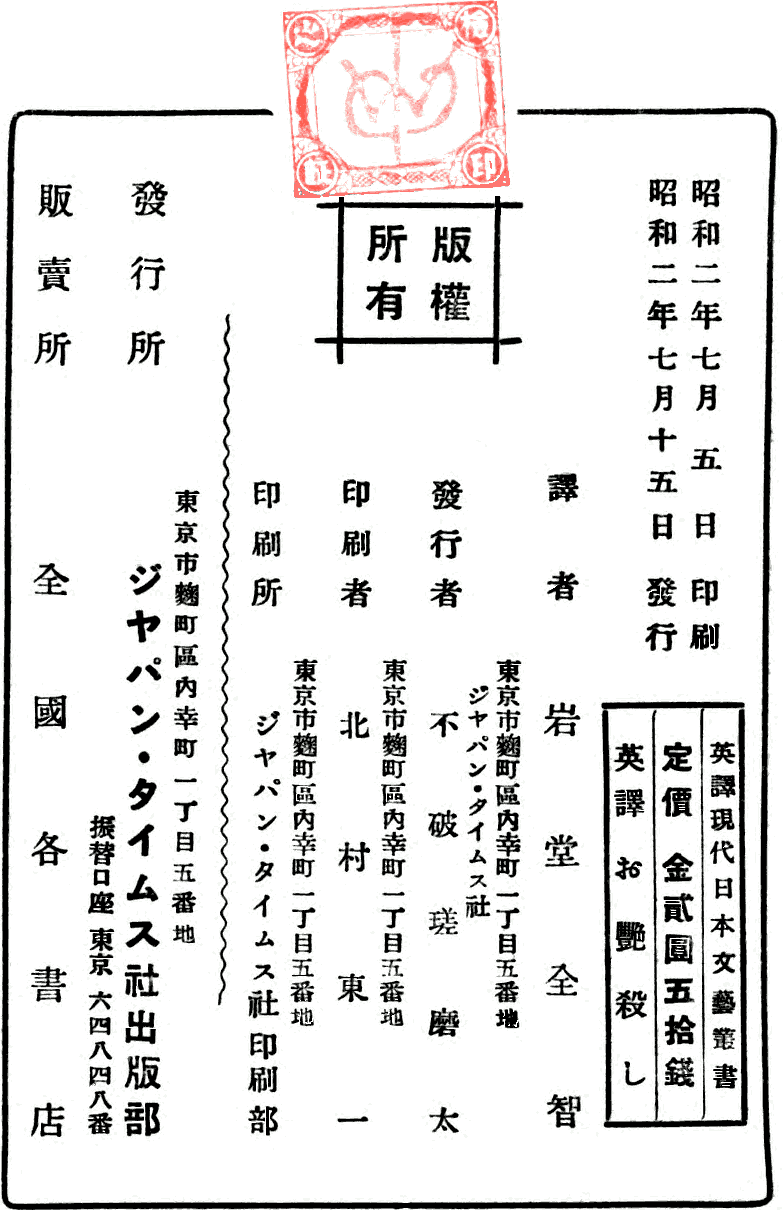 昭和二年七月五日印刷
昭和二年七月十五日發行
英譯現代日本文藝叢書
定價金貳圓五拾錢
英譯お艷殺し
檢
印
之
証
版權
所有
譯者 岩堂全智
東京市麴町區内幸町一丁目五番地
ジヤパン・タイムス社
發行者 不破瑳磨太
東京市麴町區内幸町一丁目五番地
印刷者 北村東一
東京市麴町區内幸町一丁目五番地
印刷所 ジヤパン・タイムス社印刷部
東京市麴町區内幸町一丁目五番地
發行所 ジヤパン・タイムス社出版部
振替口座東京六四八四八番
販賣所 全國各書店